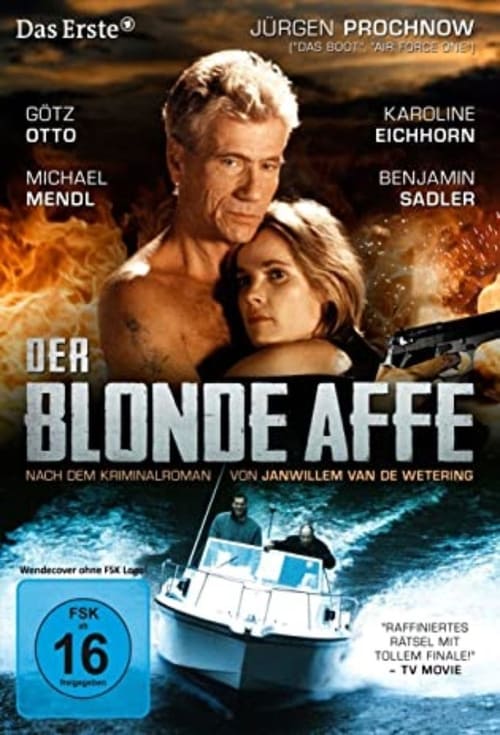 Das Erste
JÜRGEN PROCHNOW
("DAS BOOT", "AIR FORCE ONE")
GÖTZ
OTTO
KAROLINE
EICHHORN
MICHAEL
MENDL
BENJAMIN
SADLER
DER
BLONDE AFFE
NACH DEM KRIMINALROMAN VON JANWILLEM VAN DE WETERING
Wendecover ohne FSK Logo
FSK
ab
16
freigegeben
"RAFFINIERTES
RÄTSEL MIT
TOLLEM FINALE!"
– TV MOVIE